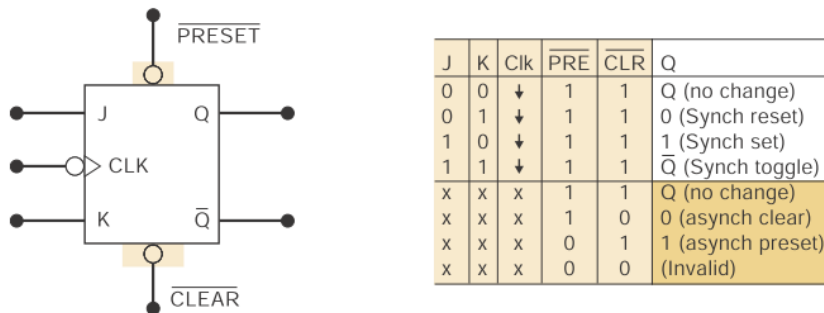 PRESET
J Q
CLK
K Q̅
CLEAR
J K Clk P̅R̅E̅ C̅L̅R̅ Q
0 0 ↓ 1 1 Q (no change)
0 1 ↓ 1 1 0 (Synch reset)
1 0 ↓ 1 1 1 (Synch set)
1 1 ↓ 1 1 Q̅ (Synch toggle)
x x x 1 1 Q (no change)
x x x 1 0 0 (asynch clear)
x x x 0 1 1 (asynch preset)
x x x 0 0 (Invalid)